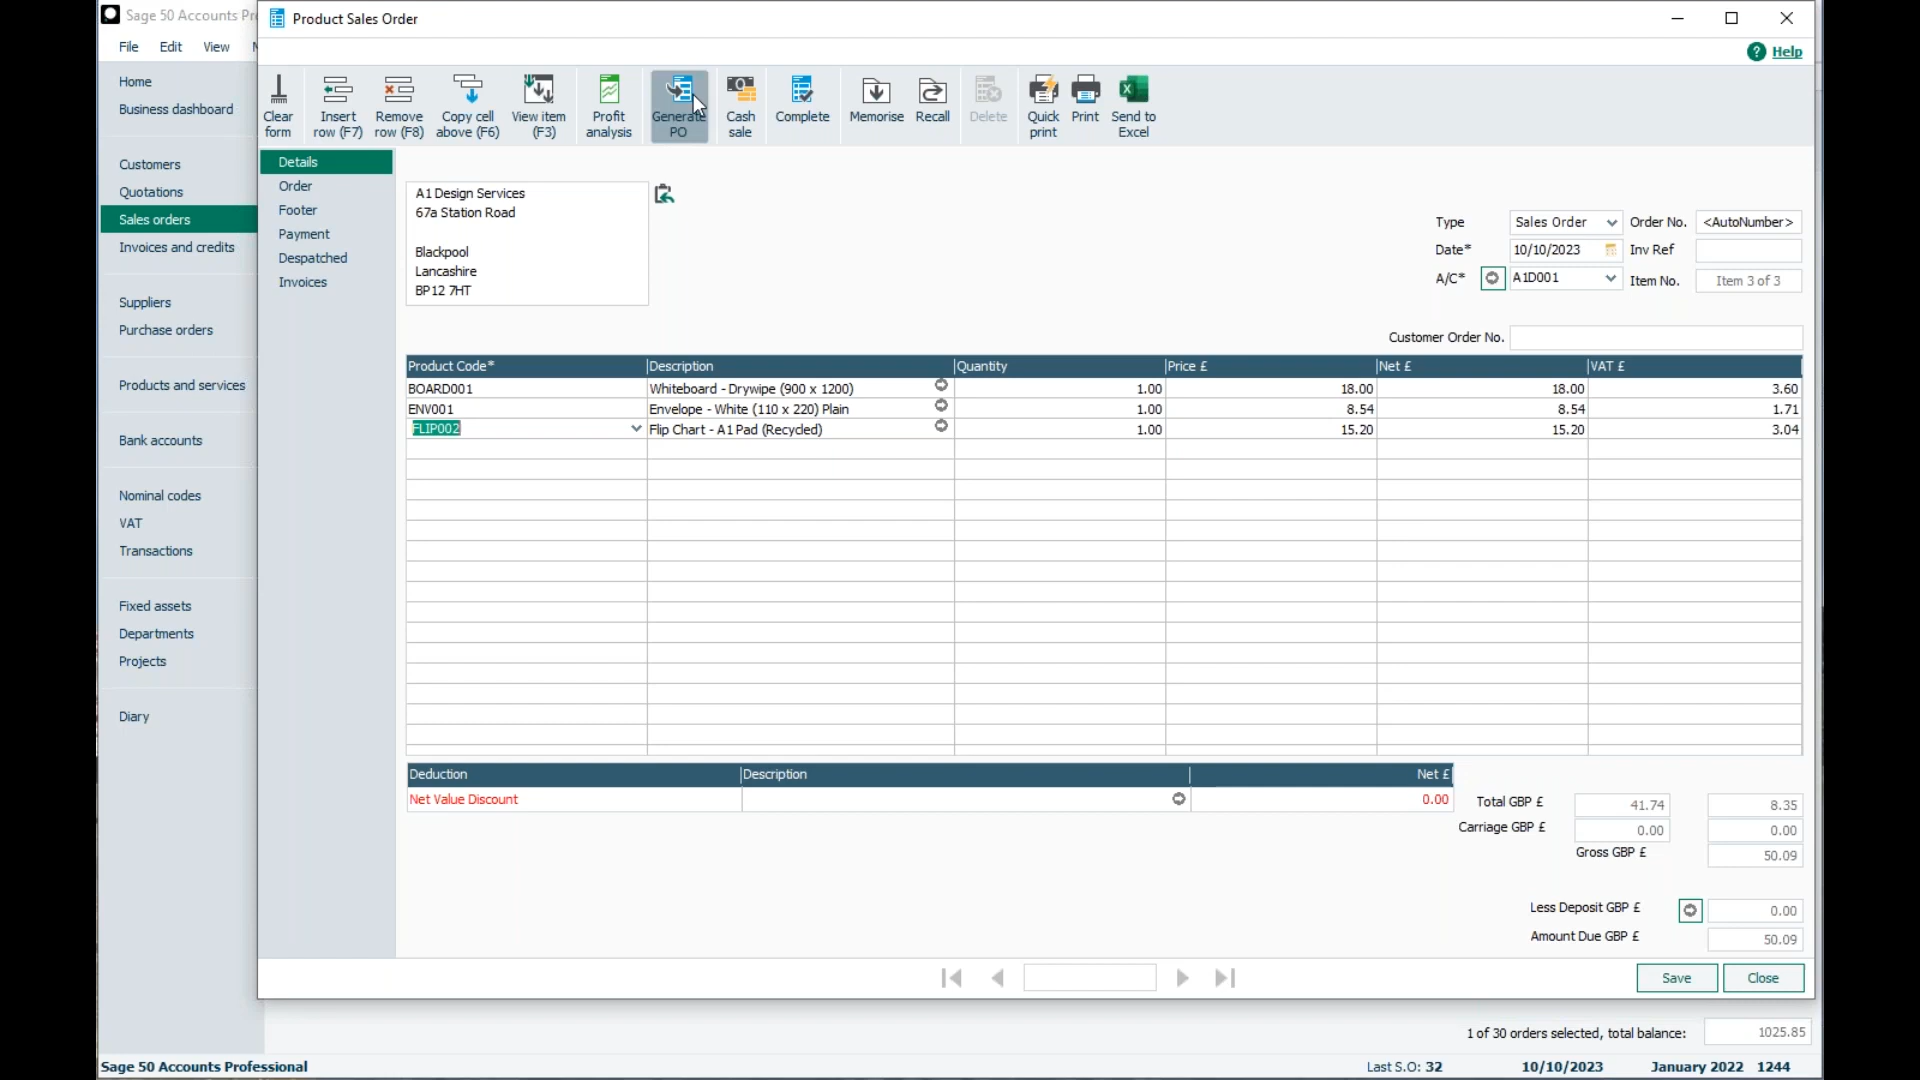 Sage 50 Accounts Pr
Product Sales Order
File Edit View
Help
Home
Business dashboard
Customers
Quotations
Sales orders
Invoices and credits
Suppliers
Purchase orders
Products and services
Bank accounts
Nominal codes
VAT
Transactions
Fixed assets
Departments
Projects
Diary
Clear form
Insert row (F7)
Remove row (F8)
Copy cell above (F6)
View item (F3)
Profit analysis
Generate PO
Cash sale
Complete
Memorise
Recall
Delete
Quick print
Print
Send to Excel
Details
Order
Footer
Payment
Despatched
Invoices
A1 Design Services
67a Station Road
Blackpool
Lancashire
BP12 7HT
Type Sales Order Order No. <AutoNumber>
Date* 10/10/2023 Inv Ref
A/C* A1D001 Item No. Item 3 of 3
Customer Order No.
Product Code* Description Quantity Price £ Net £ VAT £
BOARD001 Whiteboard - Drywipe (900 x 1200) 1.00 18.00 18.00 3.60
ENV001 Envelope - White (110 x 220) Plain 1.00 8.54 8.54 1.71
FLIP002 Flip Chart - A1 Pad (Recycled) 1.00 15.20 15.20 3.04
Deduction Description Net £
Net Value Discount 0.00
Total GBP £ 41.74 8.35
Carriage GBP £ 0.00 0.00
Gross GBP £ 50.09
Less Deposit GBP £ 0.00
Amount Due GBP £ 50.09
Save Close
1 of 30 orders selected, total balance: 1025.85
Sage 50 Accounts Professional Last S.O: 32 10/10/2023 January 2022 1244